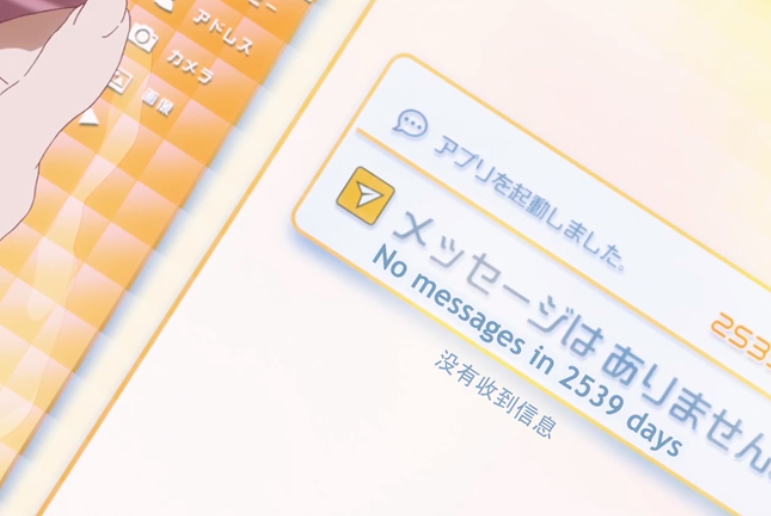 アドレス
カメラ
画像
アプリを起動しました。
253
メッセージはありません
No messages in 2539 days
没有收到信息